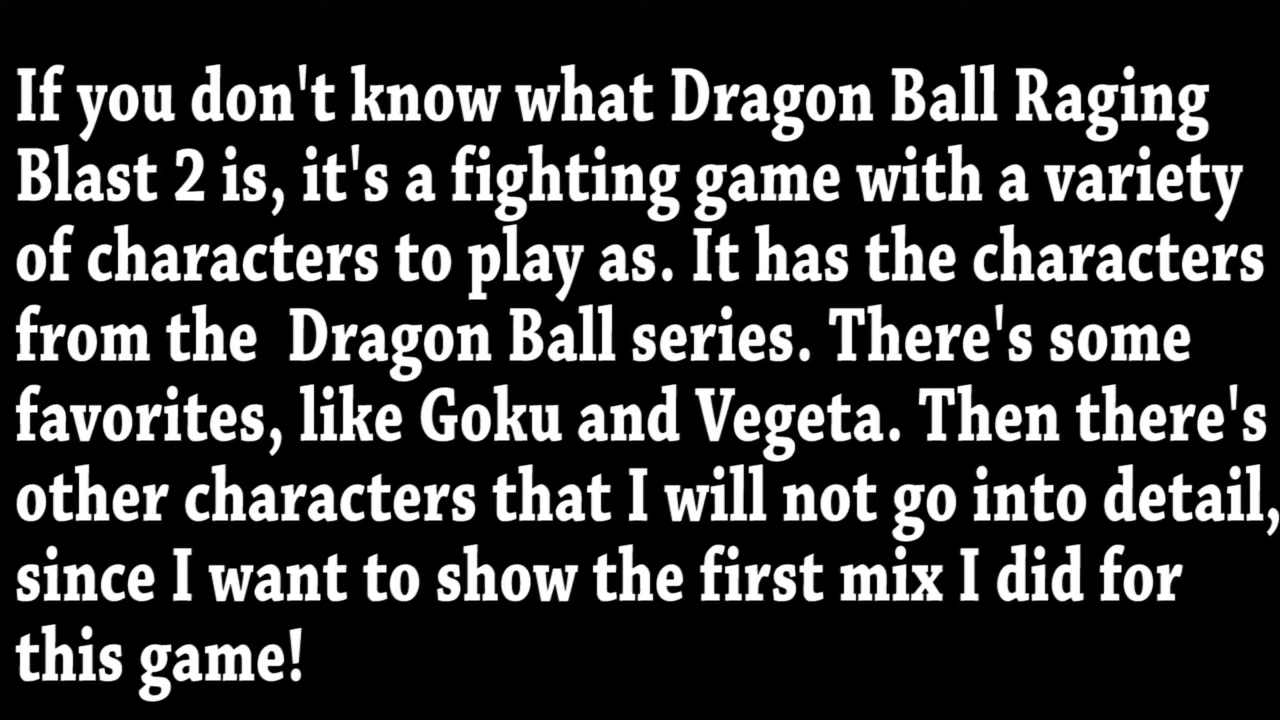 If you don't know what Dragon Ball Raging
Blast 2 is, it's a fighting game with a variety
of characters to play as. It has the characters
from the  Dragon Ball series. There's some
favorites, like Goku and Vegeta. Then there's
other characters that I will not go into detail,
since I want to show the first mix I did for
this game!